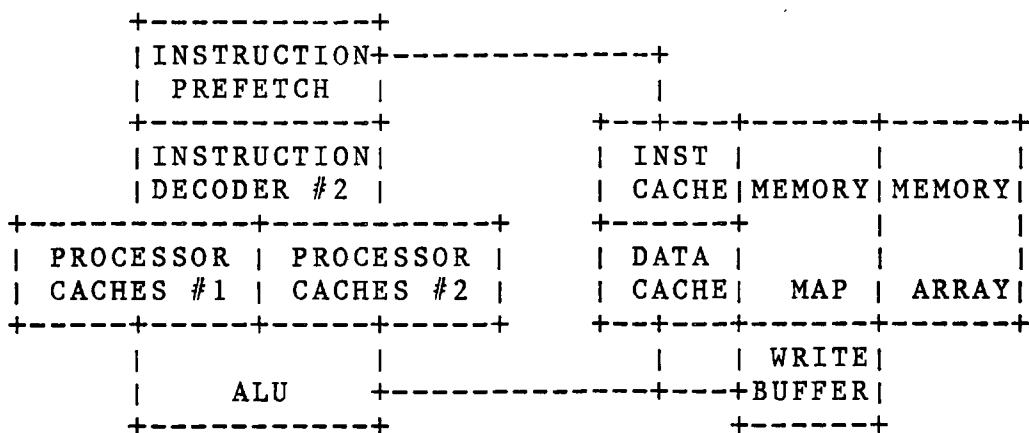 INSTRUCTION
PREFETCH
INSTRUCTION INST
DECODER #2 CACHE MEMORY MEMORY
PROCESSOR PROCESSOR DATA
CACHES #1 CACHES #2 CACHE MAP ARRAY
WRITE
ALU BUFFER